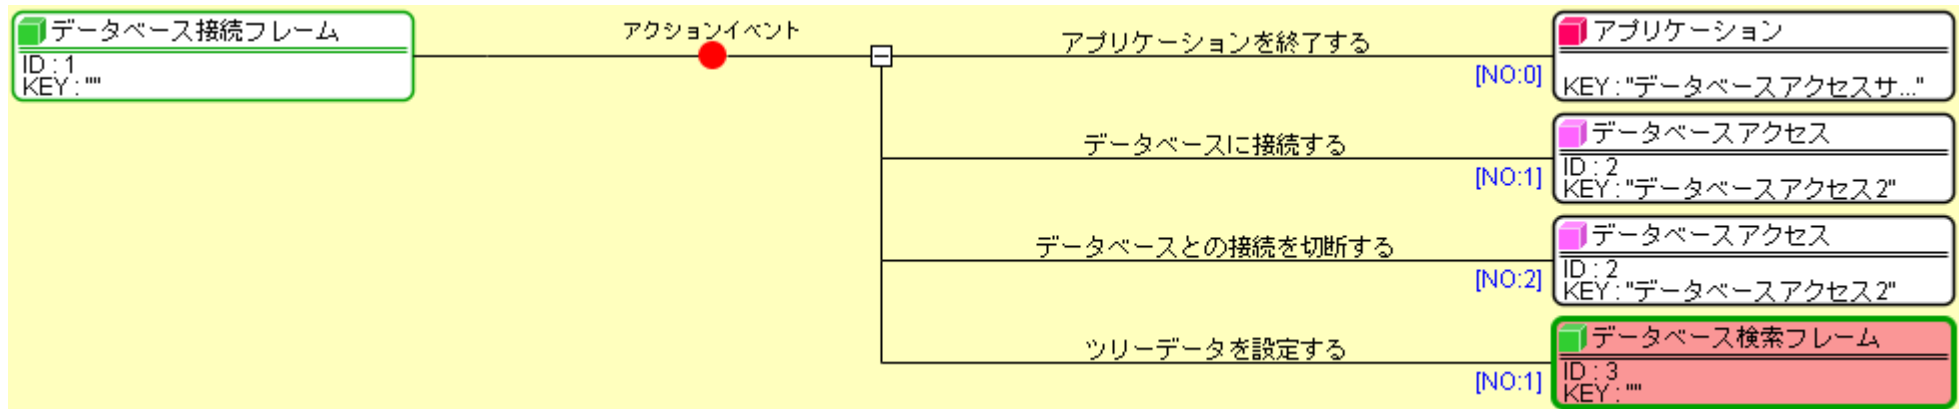 データベース接続フレーム
ID : 1
KEY : ""
アクションイベント
アプリケーションを終了する
[NO:0]
アプリケーション
KEY : "データベースアクセスサ..."
データベースに接続する
[NO:1]
データベースアクセス
ID : 2
KEY : "データベースアクセス2"
データベースとの接続を切断する
[NO:2]
データベースアクセス
ID : 2
KEY : "データベースアクセス2"
ツリーデータを設定する
[NO:1]
データベース検索フレーム
ID : 3
KEY : ""